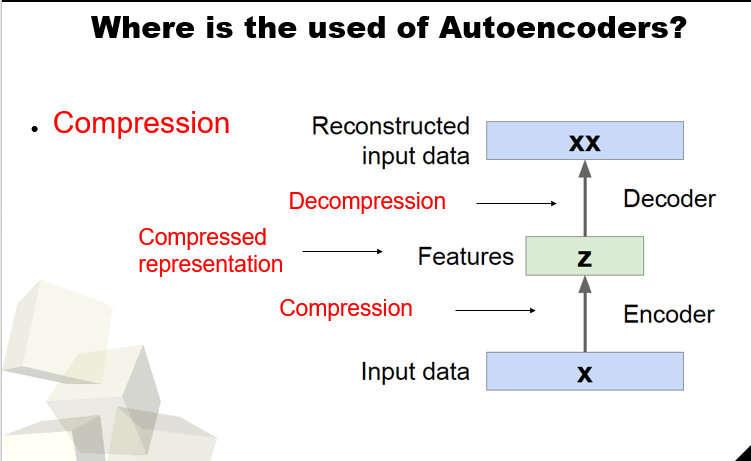 Where is the used of Autoencoders?
• Compression
Reconstructed
input data
xx
Decompression
Decoder
Compressed
representation
Features
z
Compression
Encoder
Input data
x